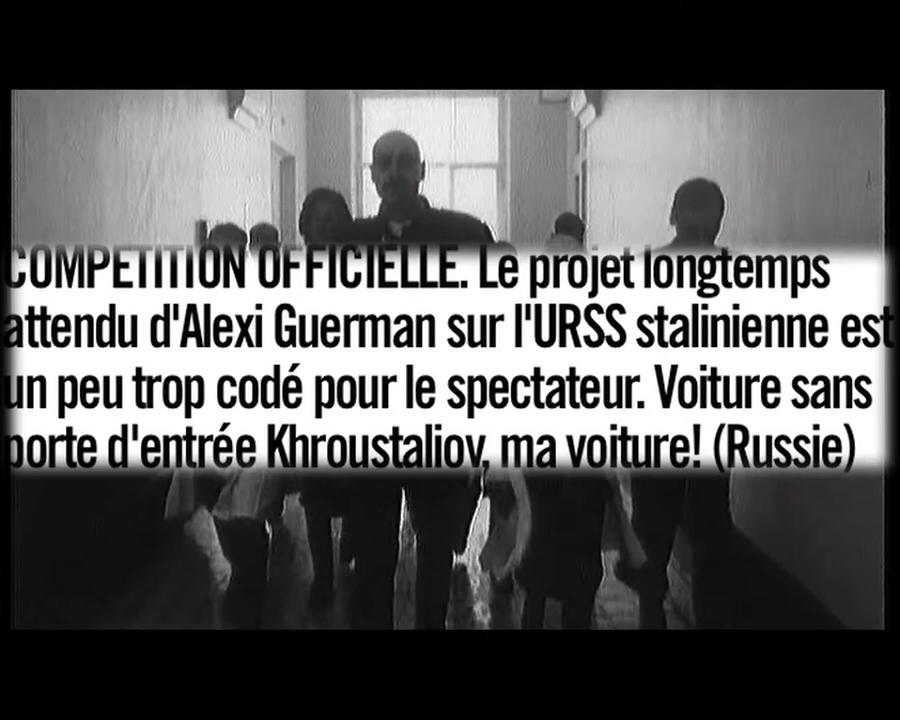 COMPETITION OFFICIELLE. Le projet longtemps
attendu d'Alexi Guerman sur l'URSS stalinienne est
un peu trop codé pour le spectateur. Voiture sans
porte d'entrée Khroustaliov, ma voiture! (Russie)